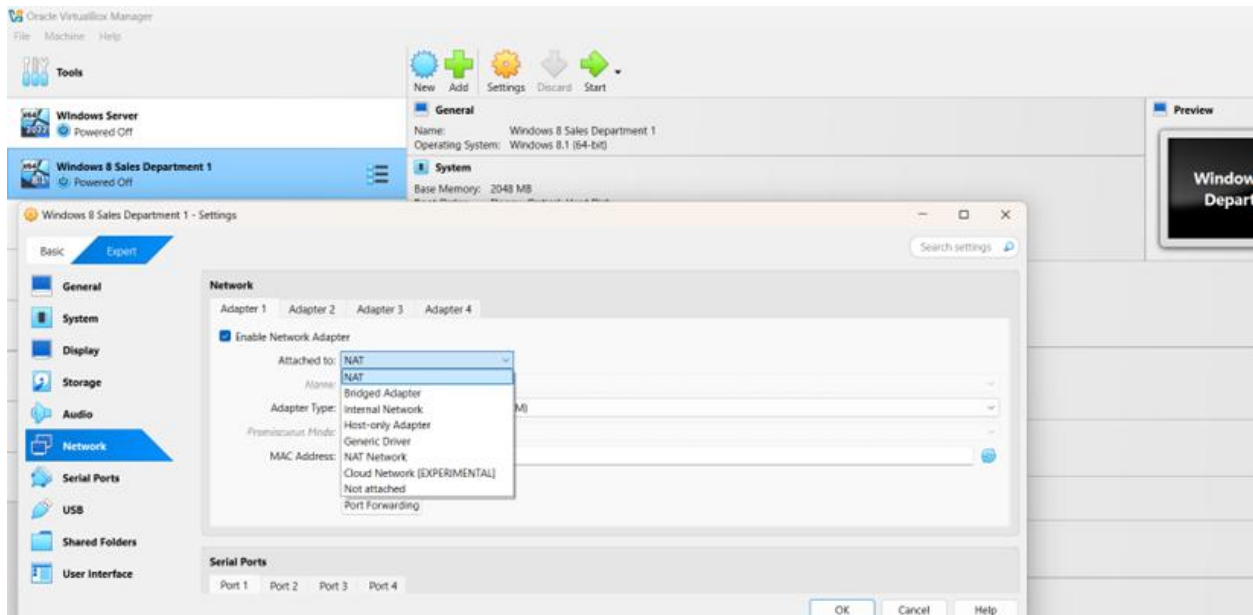 Oracle VirtualBox Manager
File Machine Help
Tools
New Add Settings Discard Start
Windows Server
Powered Off
Windows 8 Sales Department 1
Powered Off
General
Name: Windows 8 Sales Department 1
Operating System: Windows 8.1 (64-bit)
System
Base Memory: 2048 MB
Preview
Window
Depart
Windows 8 Sales Department 1 - Settings
Basic Expert
Search settings
General
System
Display
Storage
Audio
Network
Serial Ports
USB
Shared Folders
User Interface
Network
Adapter 1 Adapter 2 Adapter 3 Adapter 4
Enable Network Adapter
Attached to: NAT
Name:
Adapter Type:
Promiscuous Mode:
MAC Address:
NAT
Bridged Adapter
Internal Network
Host-only Adapter
Generic Driver
NAT Network
Cloud Network [EXPERIMENTAL]
Not attached
Port Forwarding
Serial Ports
Port 1 Port 2 Port 3 Port 4
OK Cancel Help